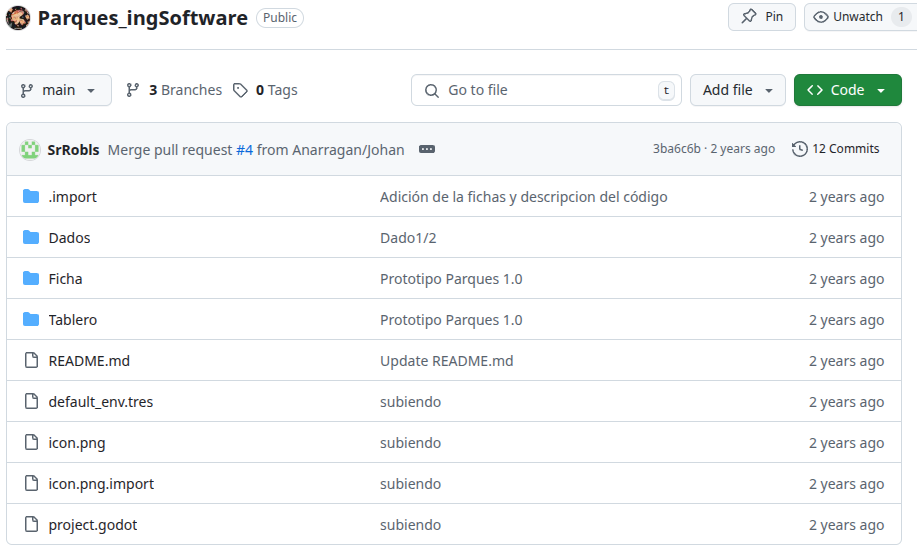 Parques_ingSoftware Public Pin Unwatch 1
main 3 Branches 0 Tags Go to file t Add file Code
SrRobls Merge pull request #4 from Anarragan/Johan 3ba6c6b · 2 years ago 12 Commits
.import Adición de la fichas y descripcion del código 2 years ago
Dados Dado1/2 2 years ago
Ficha Prototipo Parques 1.0 2 years ago
Tablero Prototipo Parques 1.0 2 years ago
README.md Update README.md 2 years ago
default_env.tres subiendo 2 years ago
icon.png subiendo 2 years ago
icon.png.import subiendo 2 years ago
project.godot subiendo 2 years ago